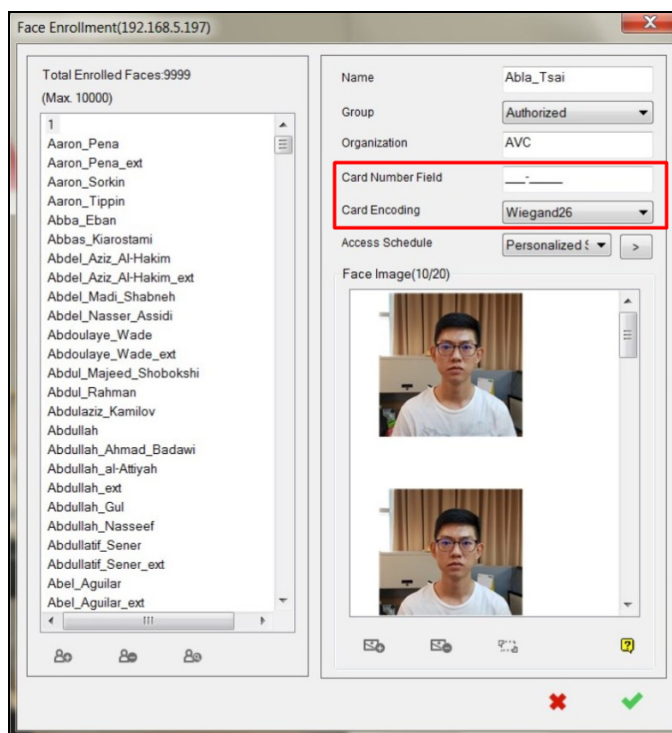 Face Enrollment(192.168.5.197)
Total Enrolled Faces:9999
(Max. 10000)
1
Aaron_Pena
Aaron_Pena_ext
Aaron_Sorkin
Aaron_Tippin
Abba_Eban
Abbas_Kiarostami
Abdel_Aziz_Al-Hakim
Abdel_Aziz_Al-Hakim_ext
Abdel_Madi_Shabneh
Abdel_Nasser_Assidi
Abdoulaye_Wade
Abdoulaye_Wade_ext
Abdul_Majeed_Shobokshi
Abdul_Rahman
Abdulaziz_Kamilov
Abdullah
Abdullah_Ahmad_Badawi
Abdullah_al-Attiyah
Abdullah_ext
Abdullah_Gul
Abdullah_Nasseef
Abdullatif_Sener
Abdullatif_Sener_ext
Abel_Aguilar
Abel_Aguilar_ext
Name Abla_Tsai
Group Authorized
Organization AVC
Card Number Field ___-_____
Card Encoding Wiegand26
Access Schedule Personalized S >
Face Image(10/20)
?